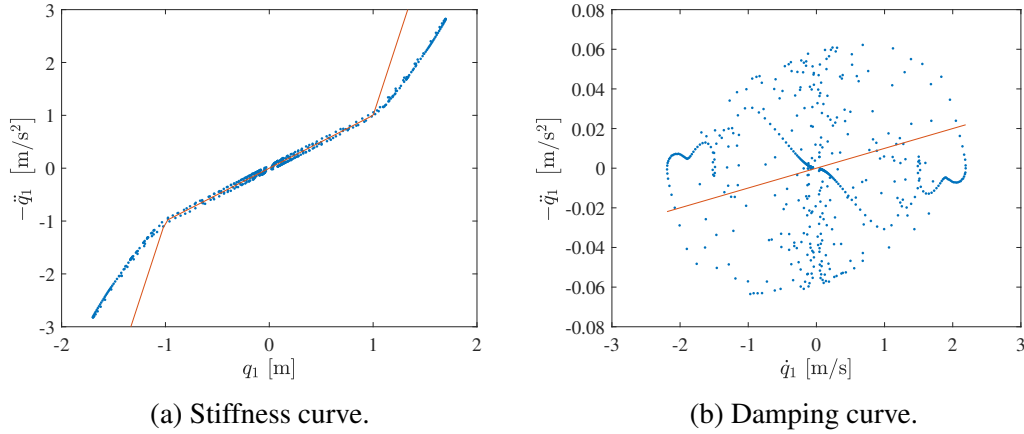 3
2
1
0
-1
-2
-3
-2 -1 0 1 2
−q̈₁ [m/s²]
q₁ [m]
(a) Stiffness curve.
0.08
0.06
0.04
0.02
0
-0.02
-0.04
-0.06
-0.08
-3 -2 -1 0 1 2 3
−q̈₁ [m/s²]
q̇₁ [m/s]
(b) Damping curve.